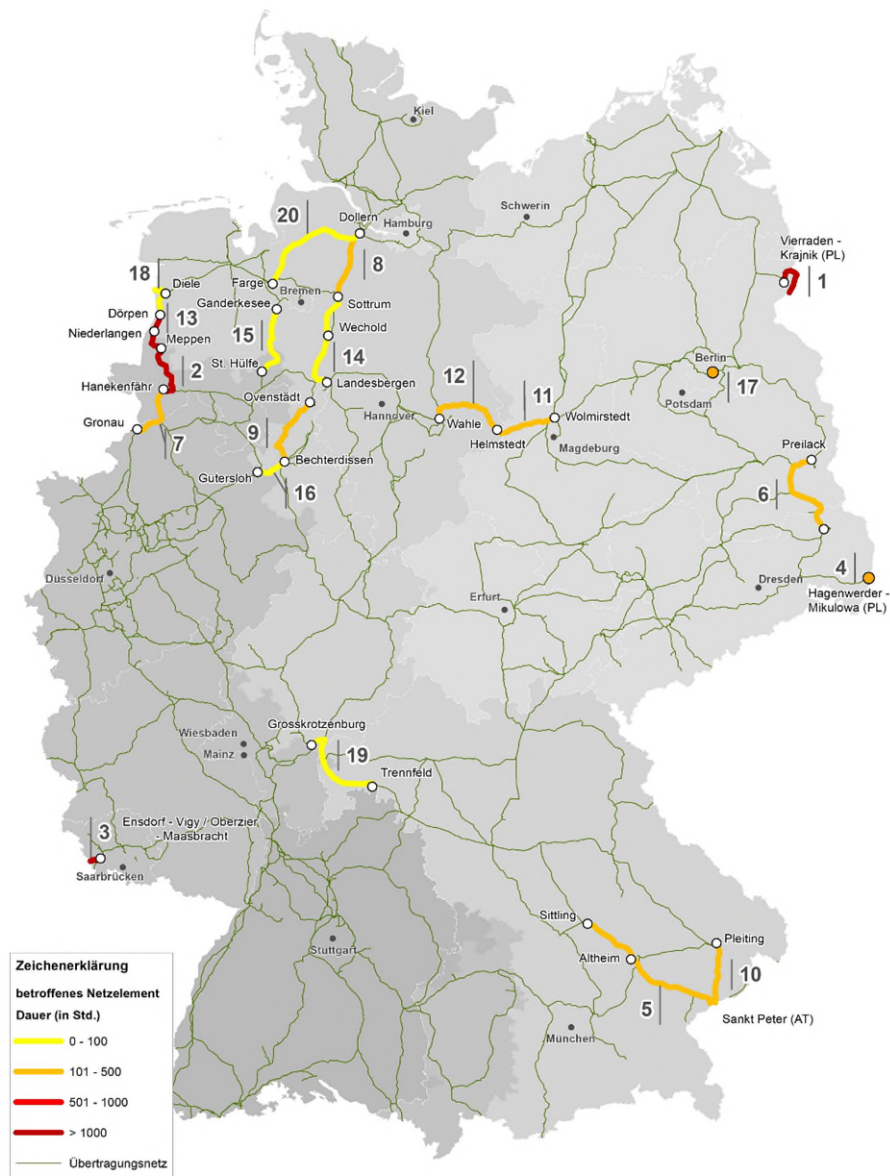 Kiel
20
Dollern
Hamburg
Schwerin
Vierraden -
Krajnik (PL)
18
Diele
8
1
Farge
Bremen
Ganderkesee
Sottrum
Dörpen
13
Niederlangen
Meppen
15
Wechold
St. Hülfe
14
Berlin
2
12
17
Hanekenfähr
Landesbergen
11
Potsdam
Ovenstädt
Hannover
Wolmirstedt
Gronau
Wahle
9
Helmstedt
Magdeburg
7
Preilack
Bechterdissen
Gutersloh
16
6
Düsseldorf
4
Dresden
Erfurt
Hagenwerder -
Mikulowa (PL)
Grosskrotzenburg
Wiesbaden
Mainz
19
Trennfeld
3
Ensdorf - Vigy / Oberzier
- Maasbracht
Saarbrücken
Sittling
Stuttgart
Pleiting
Altheim
10
5
Sankt Peter (AT)
München
Zeichenerklärung
betroffenes Netzelement
Dauer (in Std.)
0 - 100
101 - 500
501 - 1000
> 1000
Übertragungsnetz